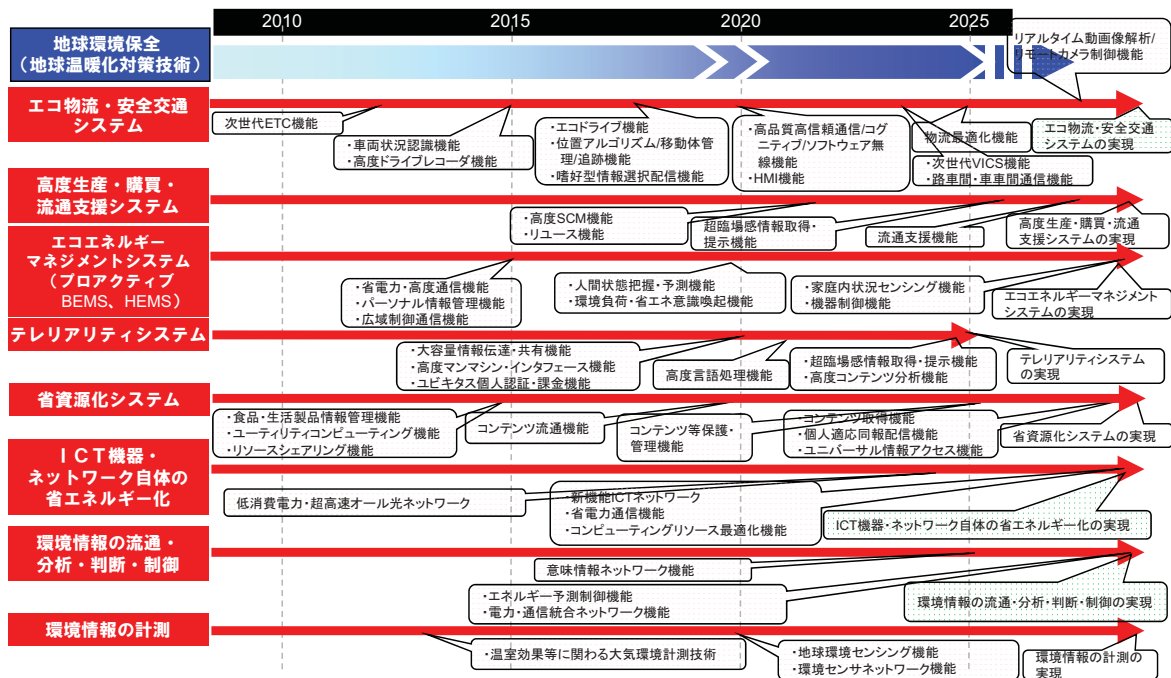 2010
2015
2020
2025
地球環境保全
(地球温暖化対策技術)
リアルタイム動画像解析/
リモートカメラ制御機能
エコ物流・安全交通
システム
次世代ETC機能
・車両状況認識機能
・高度ドライブレコーダ機能
・エコドライブ機能
・位置アルゴリズム/移動体管
理/追跡機能
・嗜好型情報選択配信機能
・高品質高信頼通信/コグ
ニティブ/ソフトウェア無
線機能
・HMI機能
物流最適化機能
・次世代VICS機能
・路車間・車車間通信機能
エコ物流・安全交通
システムの実現
高度生産・購買・
流通支援システム
・高度SCM機能
・リユース機能
超臨場感情報取得・
提示機能
流通支援機能
高度生産・購買・流通
支援システムの実現
エコエネルギー
マネジメントシステム
(プロアクティブ
BEMS、HEMS)
・省電力・高度通信機能
・パーソナル情報管理機能
・広域制御通信機能
・人間状態把握・予測機能
・環境負荷・省エネ意識喚起機能
・家庭内状況センシング機能
・機器制御機能
エコエネルギーマネジメント
システムの実現
テレリアリティシステム
・大容量情報伝達・共有機能
・高度マンマシン・インタフェース機能
・ユビキタス個人認証・課金機能
高度言語処理機能
・超臨場感情報取得・提示機能
・高度コンテンツ分析機能
テレリアリティシステム
の実現
省資源化システム
・食品・生活製品情報管理機能
・ユーティリティコンピューティング機能
・リソースシェアリング機能
コンテンツ流通機能
コンテンツ等保護・
管理機能
・コンテンツ取得機能
・個人適応同報配信機能
・ユニバーサル情報アクセス機能
省資源化システムの実現
ICT機器・
ネットワーク自体の
省エネルギー化
低消費電力・超高速オール光ネットワーク
・新機能ICTネットワーク
・省電力通信機能
・コンピューティングリソース最適化機能
ICT機器・ネットワーク自体の省エネルギー化の実現
環境情報の流通・
分析・判断・制御
意味情報ネットワーク機能
・エネルギー予測制御機能
・電力・通信統合ネットワーク機能
環境情報の流通・分析・判断・制御の実現
環境情報の計測
・温室効果等に関わる大気環境計測技術
・地球環境センシング機能
・環境センサネットワーク機能
環境情報の計測の
実現